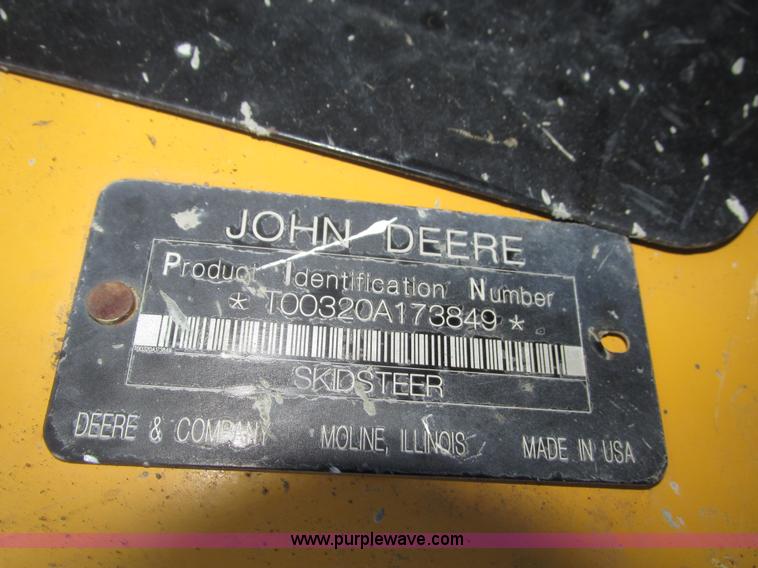 JOHN DEERE
Product Identification Number
* T00320A173849 *
SKIDSTEER
DEERE & COMPANY MOLINE, ILLINOIS MADE IN USA
www.purplewave.com